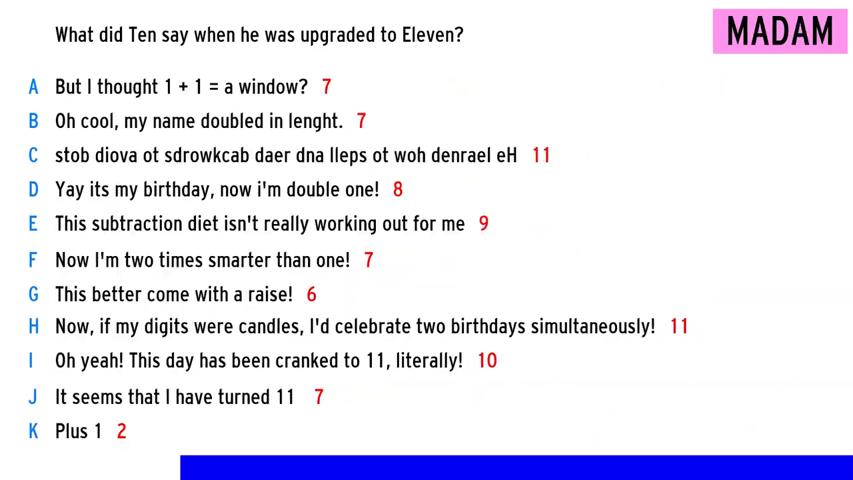 What did Ten say when he was upgraded to Eleven?
MADAM
A But I thought 1 + 1 = a window? 7
B Oh cool, my name doubled in lenght. 7
C stob diova ot sdrowkcab daer dna lleps ot woh denrael eH 11
D Yay its my birthday, now i'm double one! 8
E This subtraction diet isn't really working out for me 9
F Now I'm two times smarter than one! 7
G This better come with a raise! 6
H Now, if my digits were candles, I'd celebrate two birthdays simultaneously! 11
I Oh yeah! This day has been cranked to 11, literally! 10
J It seems that I have turned 11 7
K Plus 1 2